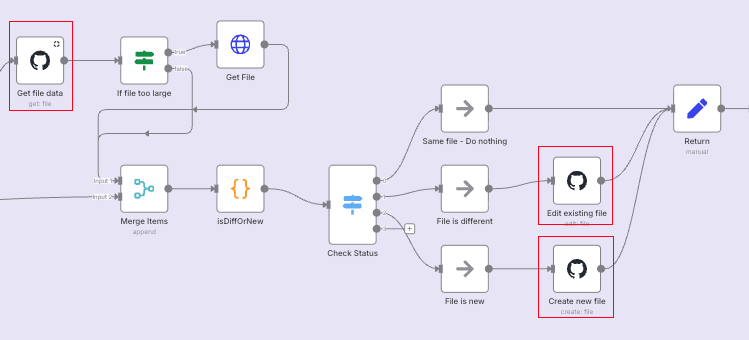 Get file data
get: file
If file too large
true
false
Get File
Input 1
Input 2
Merge Items
append
{}
isDiffOrNew
Check Status
0
1
2
3
+
Same file - Do nothing
File is different
File is new
Edit existing file
edit: file
Create new file
create: file
Return
manual